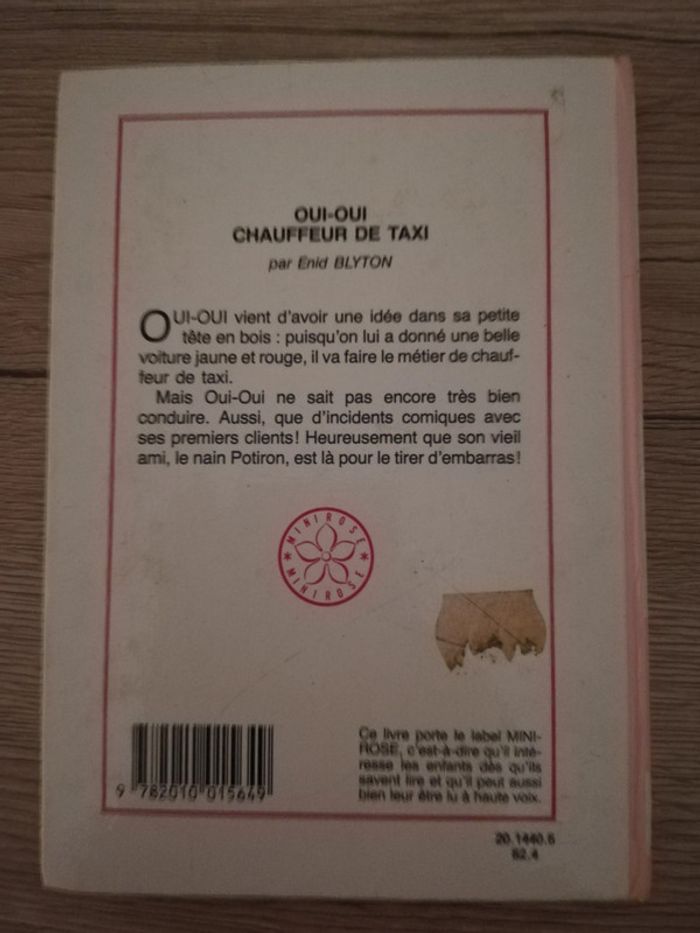 OUI-OUI
CHAUFFEUR DE TAXI
par Enid BLYTON
OUI-OUI vient d'avoir une idée dans sa petite
tête en bois : puisqu'on lui a donné une belle
voiture jaune et rouge, il va faire le métier de chauf-
feur de taxi.
Mais Oui-Oui ne sait pas encore très bien
conduire. Aussi, que d'incidents comiques avec
ses premiers clients! Heureusement que son vieil
ami, le nain Potiron, est là pour le tirer d'embarras!
MINIROSE * MINIROSE *
Ce livre porte le label MINI-
ROSE, c'est-à-dire qu'il inté-
resse les enfants dès qu'ils
savent lire et qu'il peut aussi
bien leur être lu à haute voix.
9 782010 015649
20.1440.5
82.4